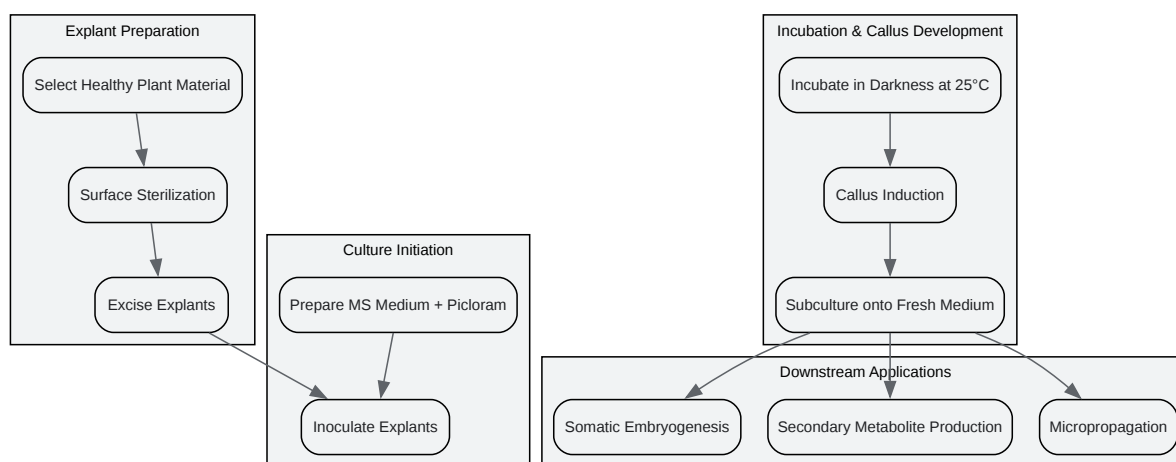 Explant Preparation
Select Healthy Plant Material
Surface Sterilization
Excise Explants
Culture Initiation
Prepare MS Medium + Picloram
Inoculate Explants
Incubation & Callus Development
Incubate in Darkness at 25°C
Callus Induction
Subculture onto Fresh Medium
Downstream Applications
Somatic Embryogenesis
Secondary Metabolite Production
Micropropagation